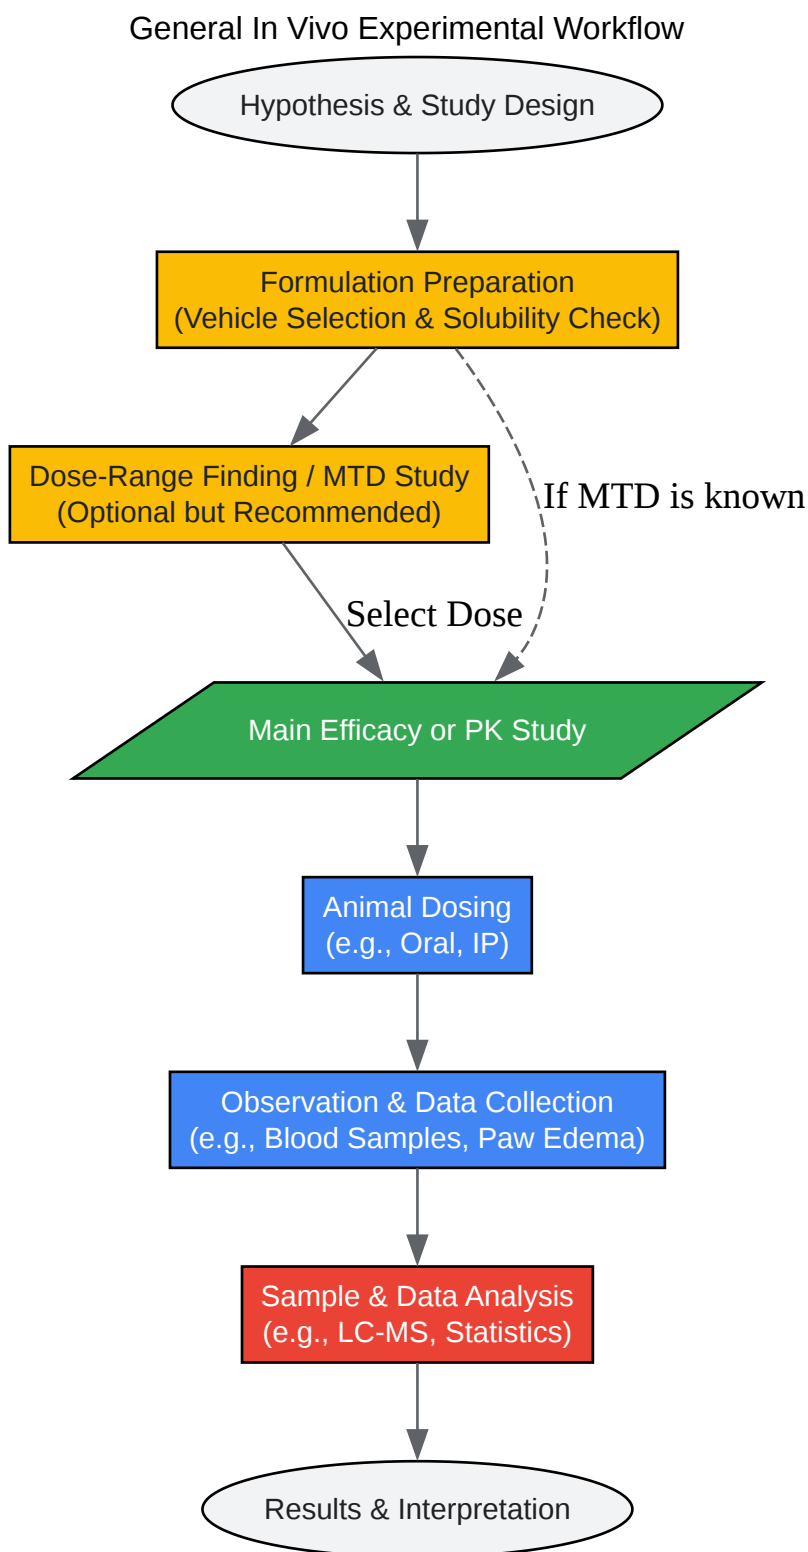 General In Vivo Experimental Workflow
Hypothesis & Study Design
Formulation Preparation
(Vehicle Selection & Solubility Check)
Dose-Range Finding / MTD Study
(Optional but Recommended)
If MTD is known
Select Dose
Main Efficacy or PK Study
Animal Dosing
(e.g., Oral, IP)
Observation & Data Collection
(e.g., Blood Samples, Paw Edema)
Sample & Data Analysis
(e.g., LC-MS, Statistics)
Results & Interpretation